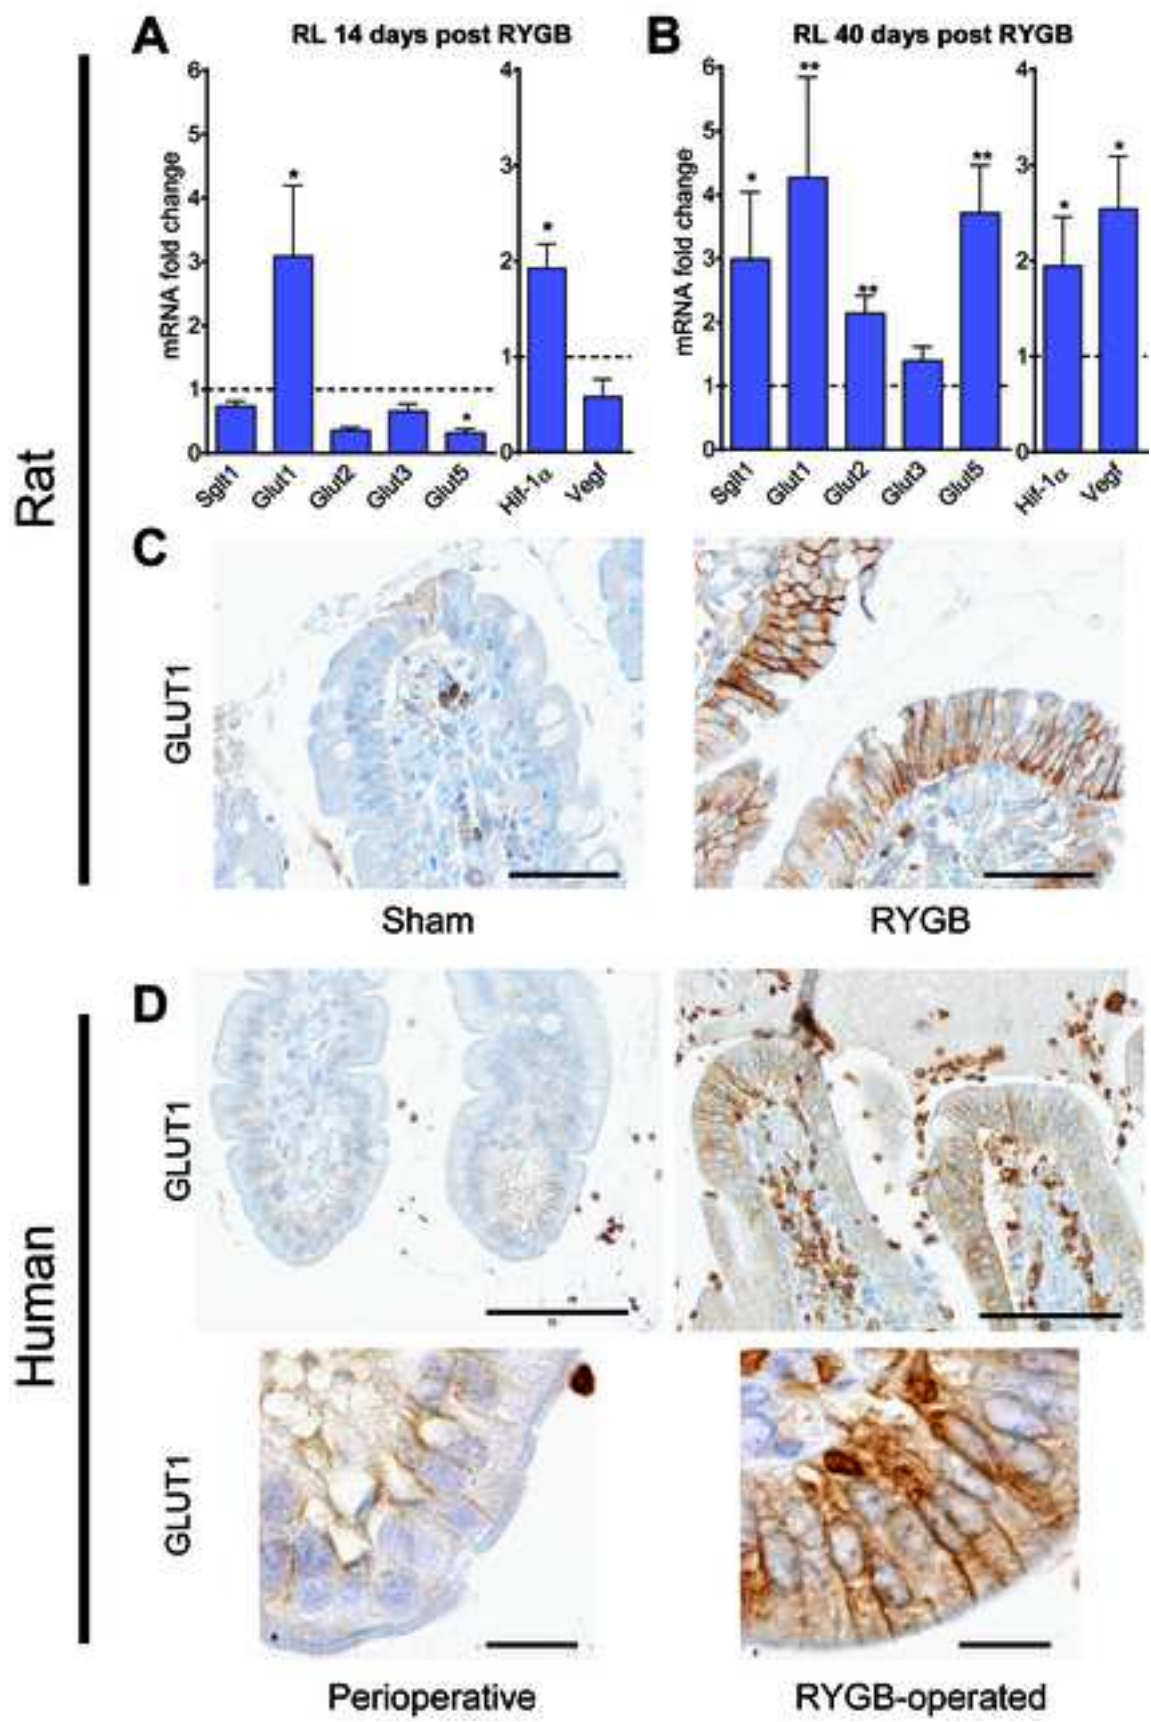 A RL 14 days post RYGB
mRNA fold change
6
5
4
3
2
1
0
*
*
Sglt1 Glut1 Glut2 Glut3 Glut5
4
3
2
1
0
*
Hif-1α Vegf
B RL 40 days post RYGB
mRNA fold change
6
5
4
3
2
1
0
*
**
**
**
Sglt1 Glut1 Glut2 Glut3 Glut5
4
3
2
1
0
*
*
Hif-1α Vegf
Rat
C
GLUT1
Sham RYGB
Human
D
GLUT1
GLUT1
Perioperative RYGB-operated